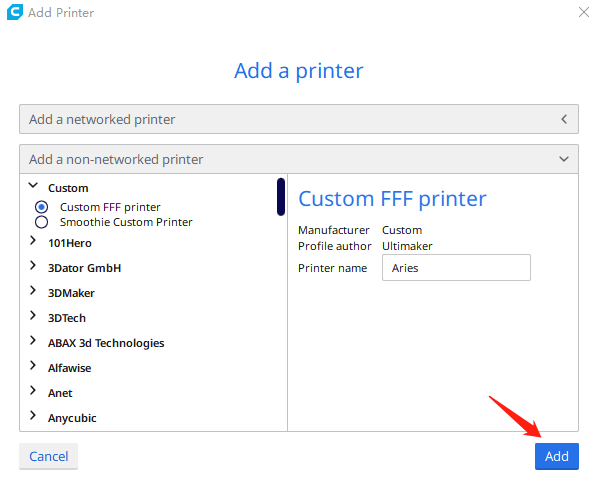 Add Printer
Add a printer
Add a networked printer
Add a non-networked printer
Custom
Custom FFF printer
Smoothie Custom Printer
101Hero
3Dator GmbH
3DMaker
3DTech
ABAX 3d Technologies
Alfawise
Anet
Anycubic
Custom FFF printer
Manufacturer Custom
Profile author Ultimaker
Printer name Aries
Cancel
Add